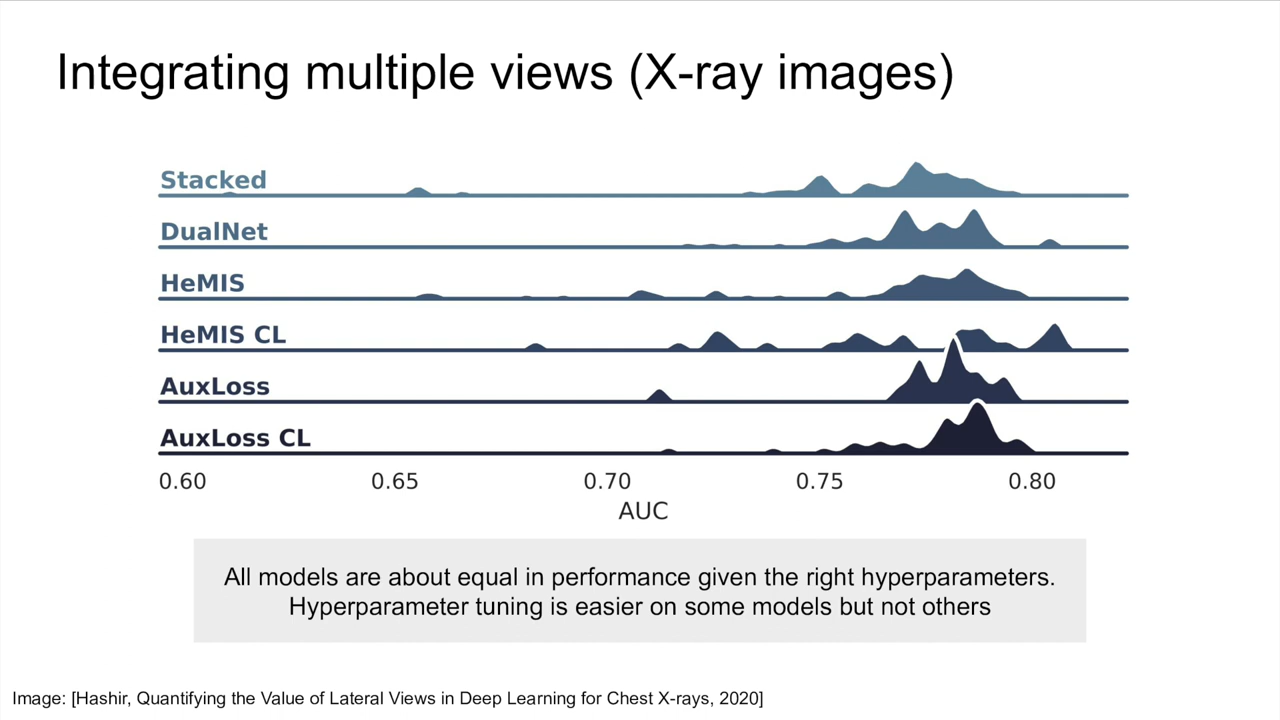 Integrating multiple views (X-ray images)
Stacked
DualNet
HeMIS
HeMIS CL
AuxLoss
AuxLoss CL
0.60 0.65 0.70 0.75 0.80
AUC
All models are about equal in performance given the right hyperparameters.
Hyperparameter tuning is easier on some models but not others
Image: [Hashir, Quantifying the Value of Lateral Views in Deep Learning for Chest X-rays, 2020]